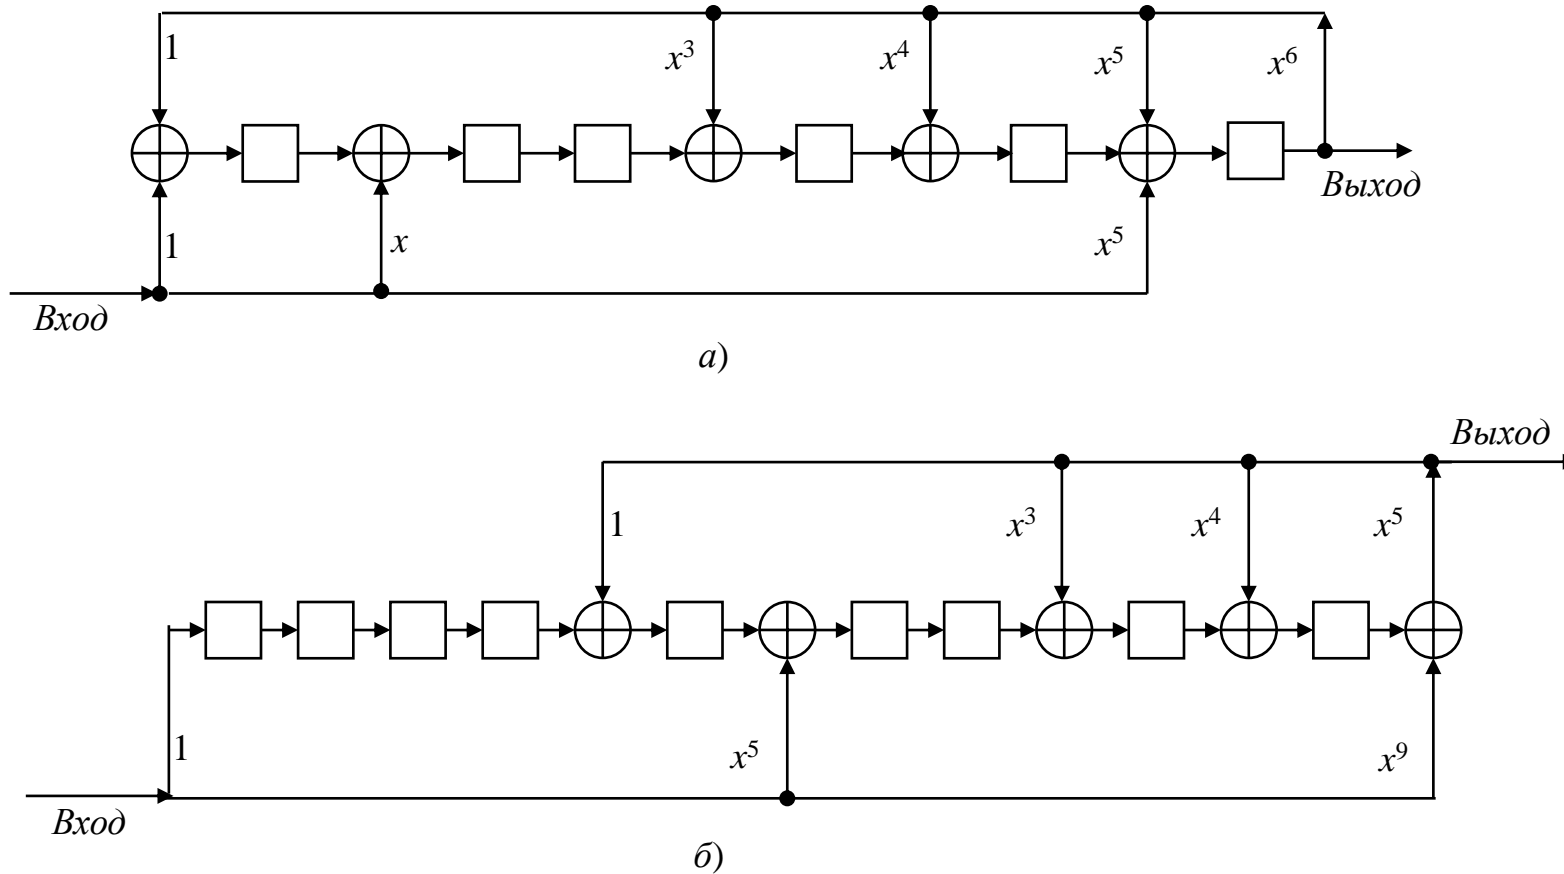 1 x³ x⁴ x⁵ x⁶
Выход
1 x x⁵
Вход
а)
Выход
1 x³ x⁴ x⁵
1 x⁵ x⁹
Вход
б)